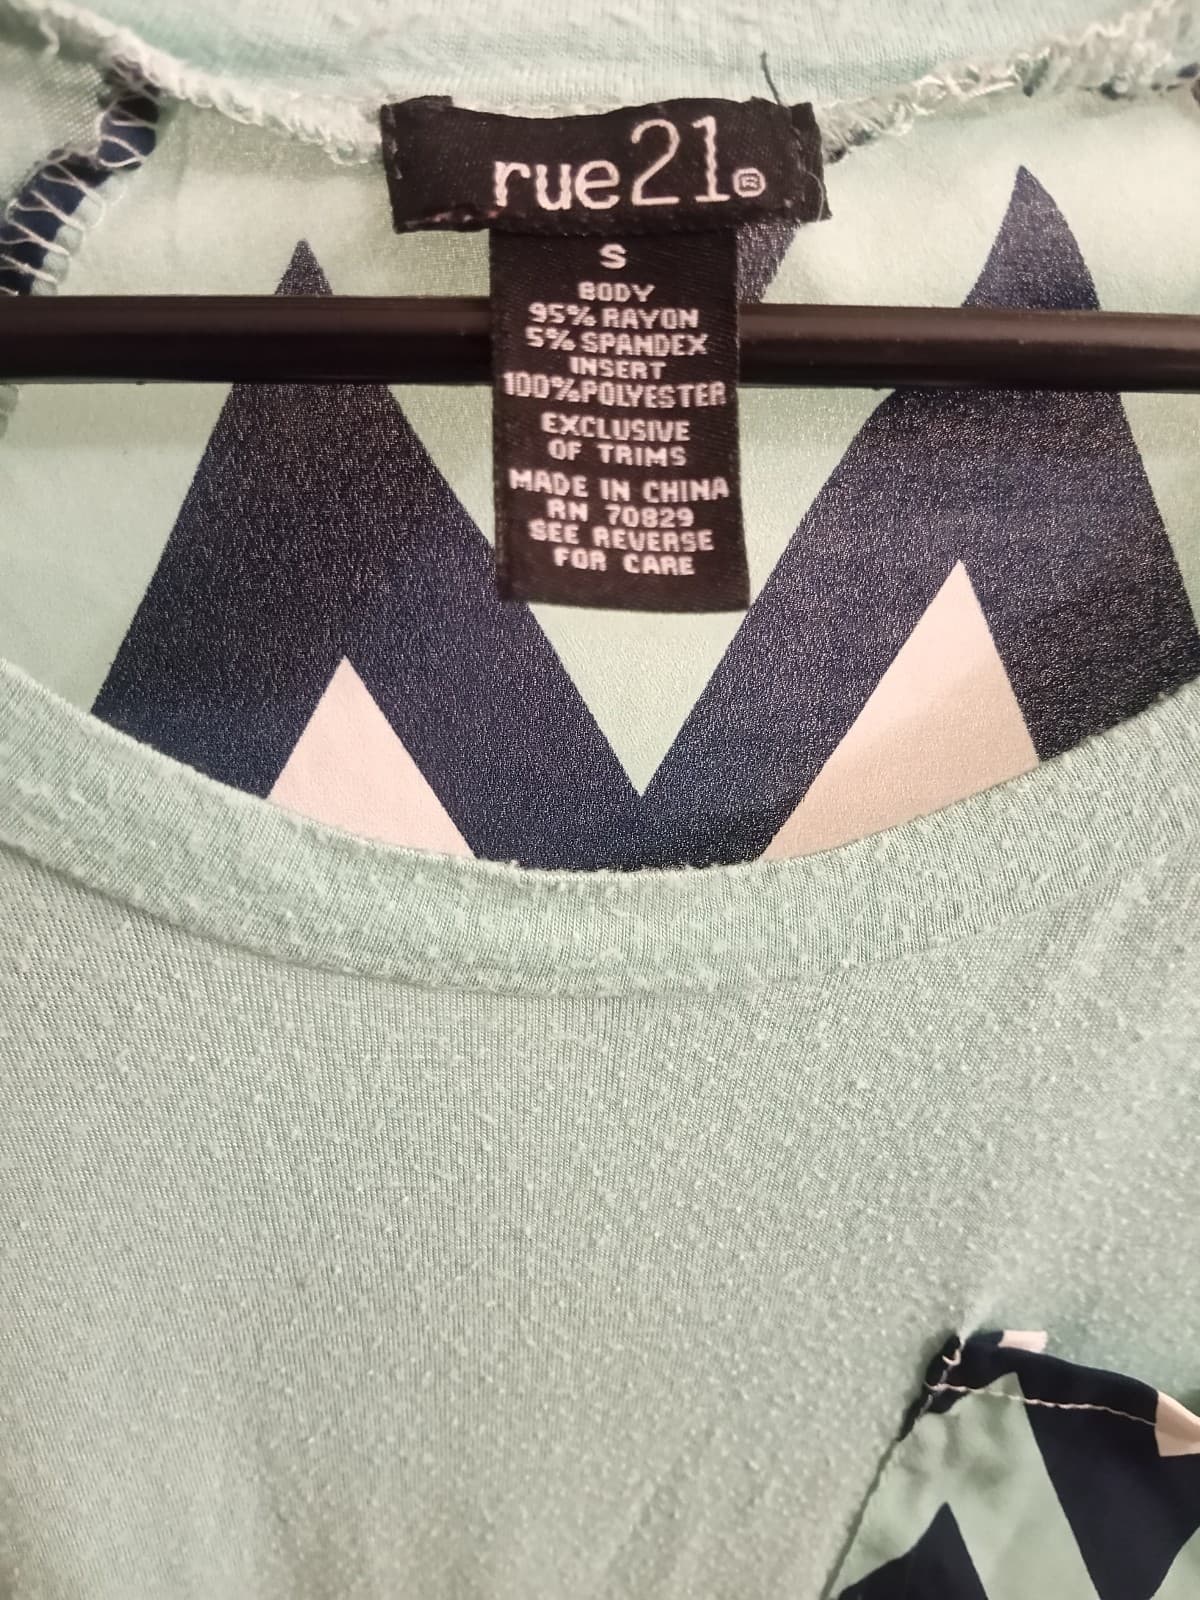 rue21®
S
BODY
95% RAYON
5% SPANDEX
INSERT
100%POLYESTER
EXCLUSIVE
OF TRIMS
MADE IN CHINA
RN 70829
SEE REVERSE
FOR CARE